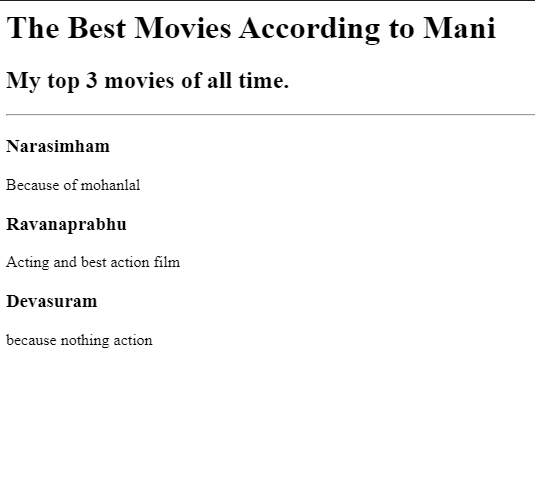 The Best Movies According to Mani
My top 3 movies of all time.
Narasimham
Because of mohanlal
Ravanaprabhu
Acting and best action film
Devasuram
because nothing action